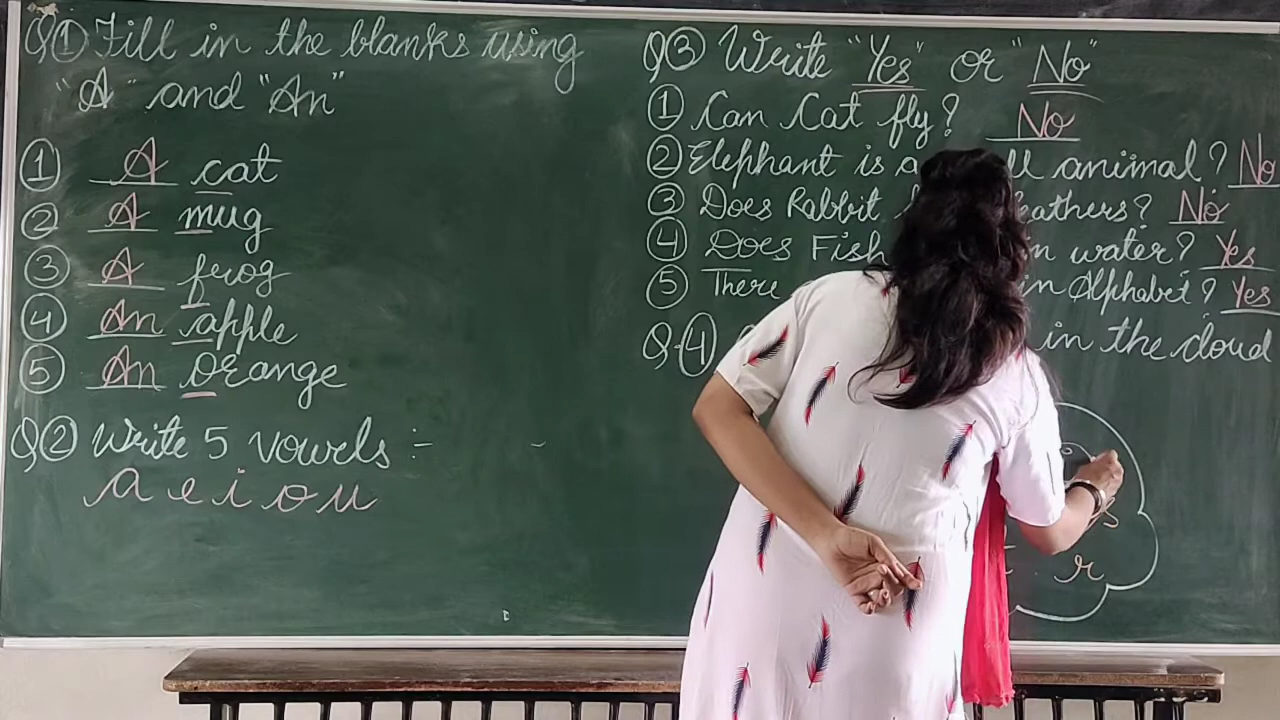 Q① Fill in the blanks using
"A" and "An"
① A cat
② A mug
③ A frog
④ An apple
⑤ An orange
Q② Write 5 vowels :-
a e i o u
Q③ Write "Yes" or "No"
① Can Cat fly? No
② Elephant is a animal? No
③ Does Rabbit ? No
④ Does Fish in water? Yes
⑤ There in Alphabet? Yes
Q④ in the cloud
s
r